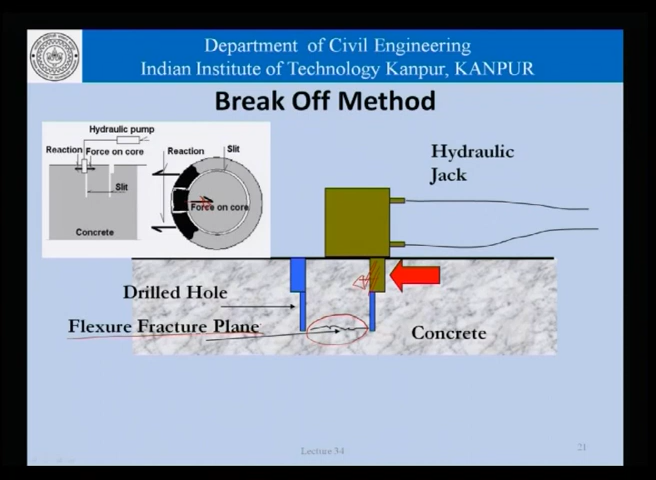 Department of Civil Engineering
Indian Institute of Technology Kanpur, KANPUR
Break Off Method
Hydraulic pump
Reaction
Force on core
Slit
Concrete
Reaction
Slit
Force on core
Hydraulic
Jack
Drilled Hole
Flexure Fracture Plane
Concrete
Lecture 34
21